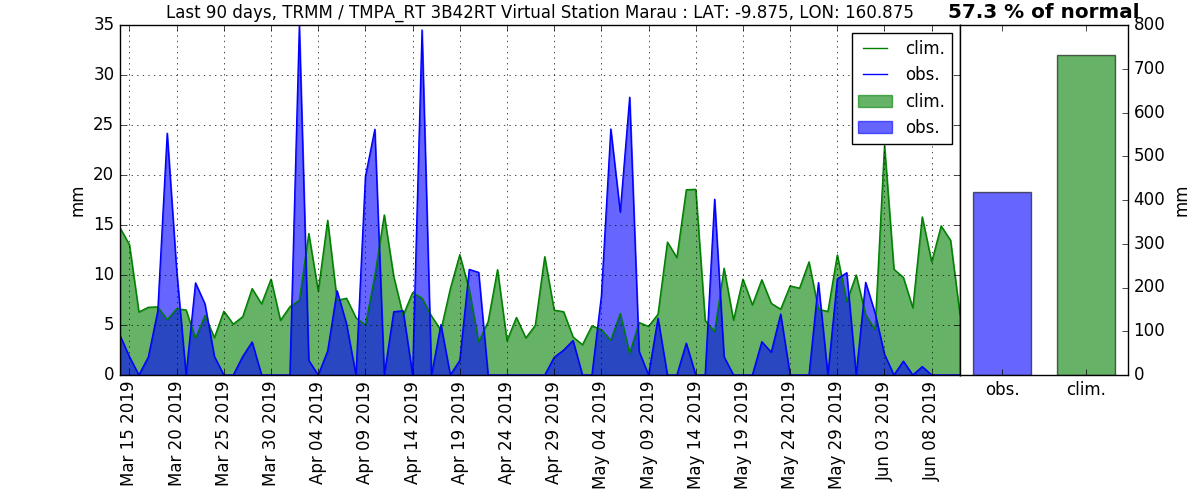 Last 90 days, TRMM / TMPA_RT 3B42RT Virtual Station Marau : LAT: -9.875, LON: 160.875
57.3 % of normal
35
30
25
20
15
10
5
0
mm
clim.
obs.
clim.
obs.
800
700
600
500
400
300
200
100
0
mm
obs.
clim.
Mar 15 2019
Mar 20 2019
Mar 25 2019
Mar 30 2019
Apr 04 2019
Apr 09 2019
Apr 14 2019
Apr 19 2019
Apr 24 2019
Apr 29 2019
May 04 2019
May 09 2019
May 14 2019
May 19 2019
May 24 2019
May 29 2019
Jun 03 2019
Jun 08 2019